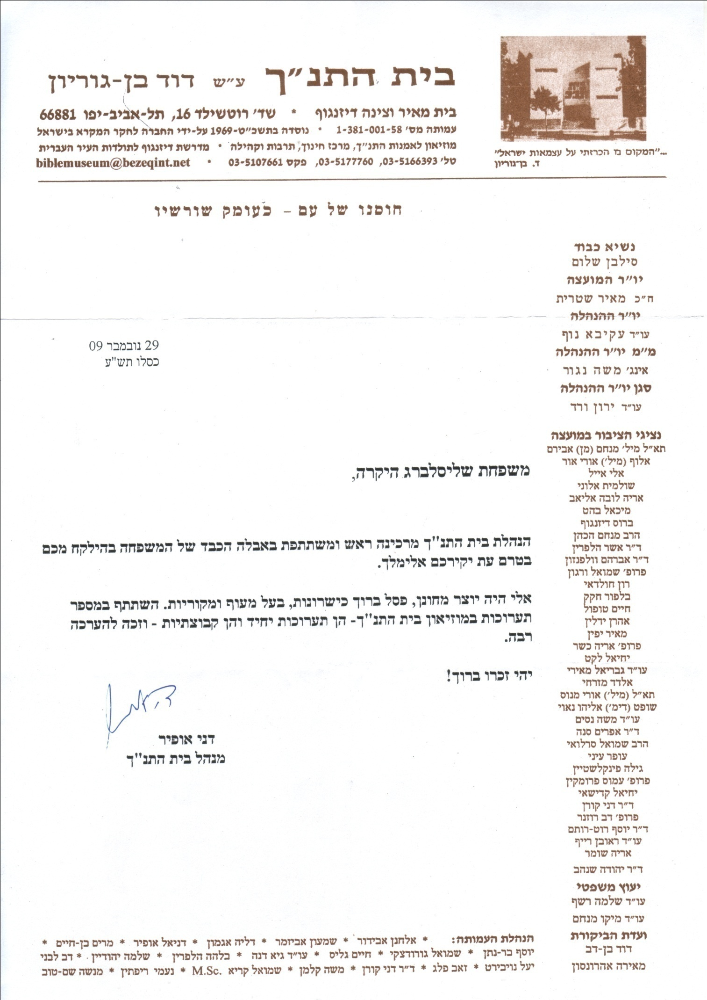 בית התנ״ך ע״ש דוד בן-גוריון
בית מאיר וצינה דיזנגוף * שד׳ רוטשילד 16, תל-אביב-יפו 66881
עמותה מס׳ 1-381-001-58 * נוסדה בתשכ״ט-1969 על-ידי החברה לחקר המקרא בישראל
מוזיאון לאמנות התנ״ך, מרכז חינוך, תרבות וקהילה * מדרשת דיזנגוף לתולדות העיר העברית
טל׳ 03-5166393, 03-5177760, פקס 03-5107661 * biblemuseum@bezeqint.net
...״המקום בו הכרזתי על עצמאות ישראל״
ד. בן-גוריון
חוסנו של עם - כעומק שורשיו
נשיא כבוד
סילבן שלום
יו״ר המועצה
ח״כ מאיר שטרית
יו״ר ההנהלה
עו״ד עקיבא נוף
מ״מ יו״ר ההנהלה
אינג׳ משה נגור
סגן יו״ר ההנהלה
עו״ד ירון ורד
נציגי הציבור במועצה
תא״ל מיל׳ מנחם (מן) אבירם
אלוף (מיל׳) אורי אור
אלי אייל
שולמית אלוני
אריה לובה אליאב
מיכאל בהט
ברוס דיזנגוף
הרב מנחם הכהן
ד״ר אשר הלפרין
ד״ר אברהם וולפנזון
פרופ׳ שמואל ורגון
רון חולדאי
בלפור חקק
חיים טופול
אהרן ידלין
מאיר יפין
פרופ׳ אריה כשר
יחיאל לקט
עו״ד גבריאל מאירי
אלדד מזרחי
תא״ל (מיל׳) אורי מנוס
שופט (דימ׳) אליהו נאוי
עו״ד משה נסים
ד״ר אפרים סנה
הרב שמואל סרלואי
עופר עיני
גילה פינקלשטיין
פרופ׳ עמוס פרומקין
יחיאל קדישאי
ד״ר דני קורן
פרופ׳ דב רוזנר
ד״ר יוסף רוט-רותם
עו״ד ראובן רייף
אריה שומר
ד״ר יהודה שנהב
יעוץ משפטי
עו״ד שלמה רשף
עו״ד מיקו מנחם
ועדת הביקורת
דוד בן-דב
מאירה אהרונסון
29 נובמבר 09
כסלו תש"ע
משפחת שליסלברג היקרה,
הנהלת בית התנ"ך מרכינה ראש ומשתתפת באבלה הכבד של המשפחה בהילקח מכם
בטרם עת יקירכם אלימלך.
אלי היה יוצר מחונן, פסל ברוך כישרונות, בעל מעוף ומקוריות. השתתף במספר
תערוכות במוזיאון בית התנ"ך- הן תערוכות יחיד והן קבוצתיות - וזכה להערכה
רבה.
יהי זכרו ברוך!
דני אופיר
מנהל בית התנ"ך
הנהלת העמותה: * אלחנן אבידור * שמעון אביזמר * דליה אגמון * דניאל אופיר * מרים בן-חיים *
יוסף בר-נתן * שמואל גורודצקי * חיים גליס * עו״ד גיא דנה * בלהה הלפרין * שלמה יהודיין * דב לבני
יעל נויבירט * זאב פלג * ד״ר דני קורן * משה קלמן * שמואל קריא M.Sc. * נעמי ריפתין * מנשה שם-טוב